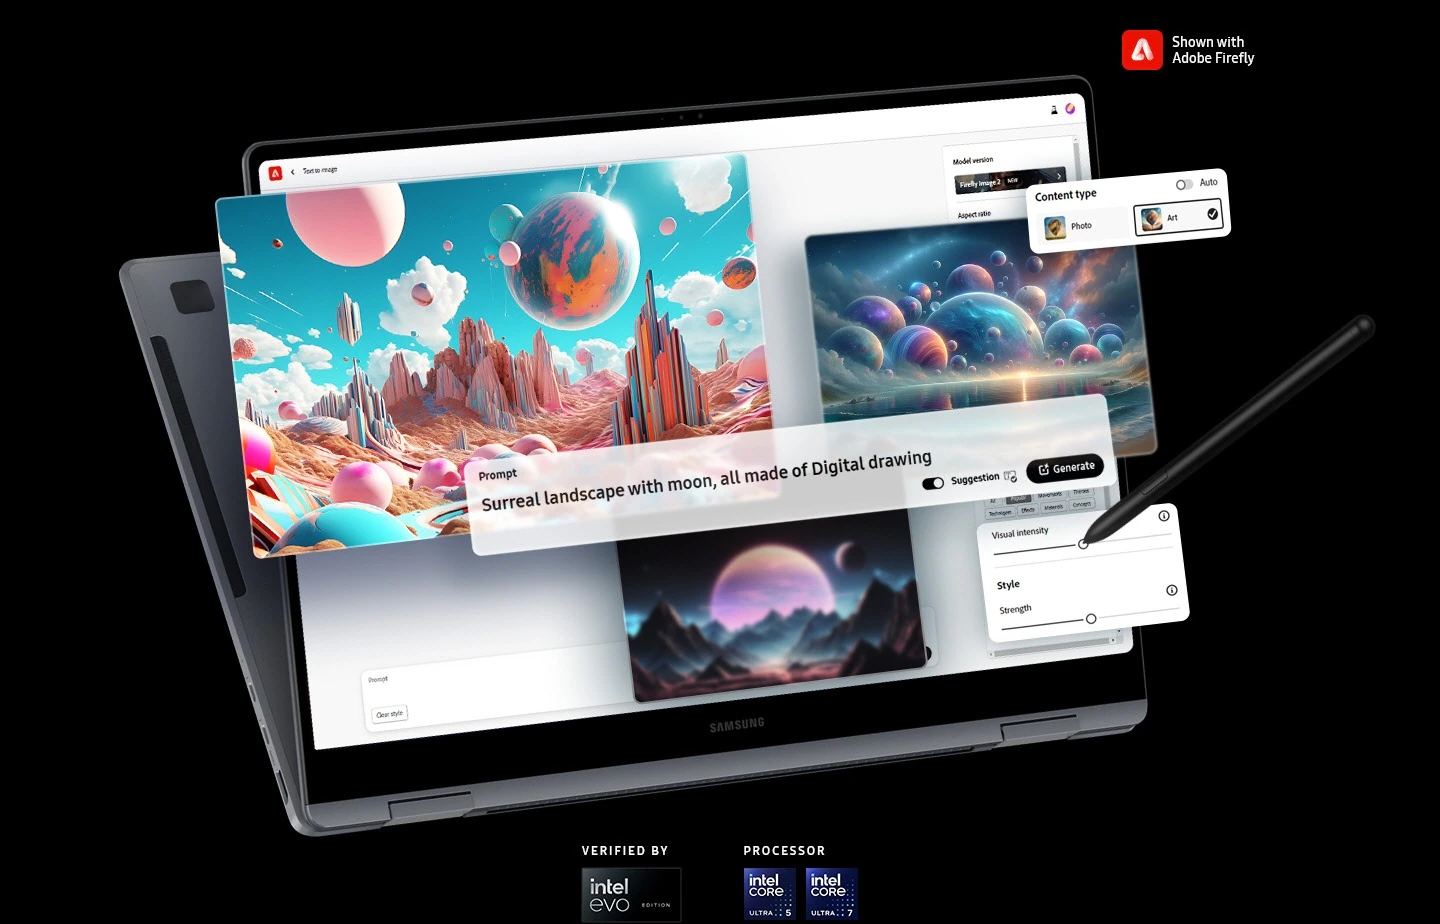 Shown with
Adobe Firefly
Text to image
Model version
Firefly Image 2 NEW
Aspect ratio
Content type
Auto
Photo
Art
Prompt
Surreal landscape with moon, all made of Digital drawing
Suggestion
Generate
Popular Movements Themes
Techniques Effects Materials Concepts
Visual intensity
Style
Strength
Prompt
Clear style
SAMSUNG
VERIFIED BY
PROCESSOR
intel
evo EDITION
intel
CORE
ULTRA 5
intel
CORE
ULTRA 7